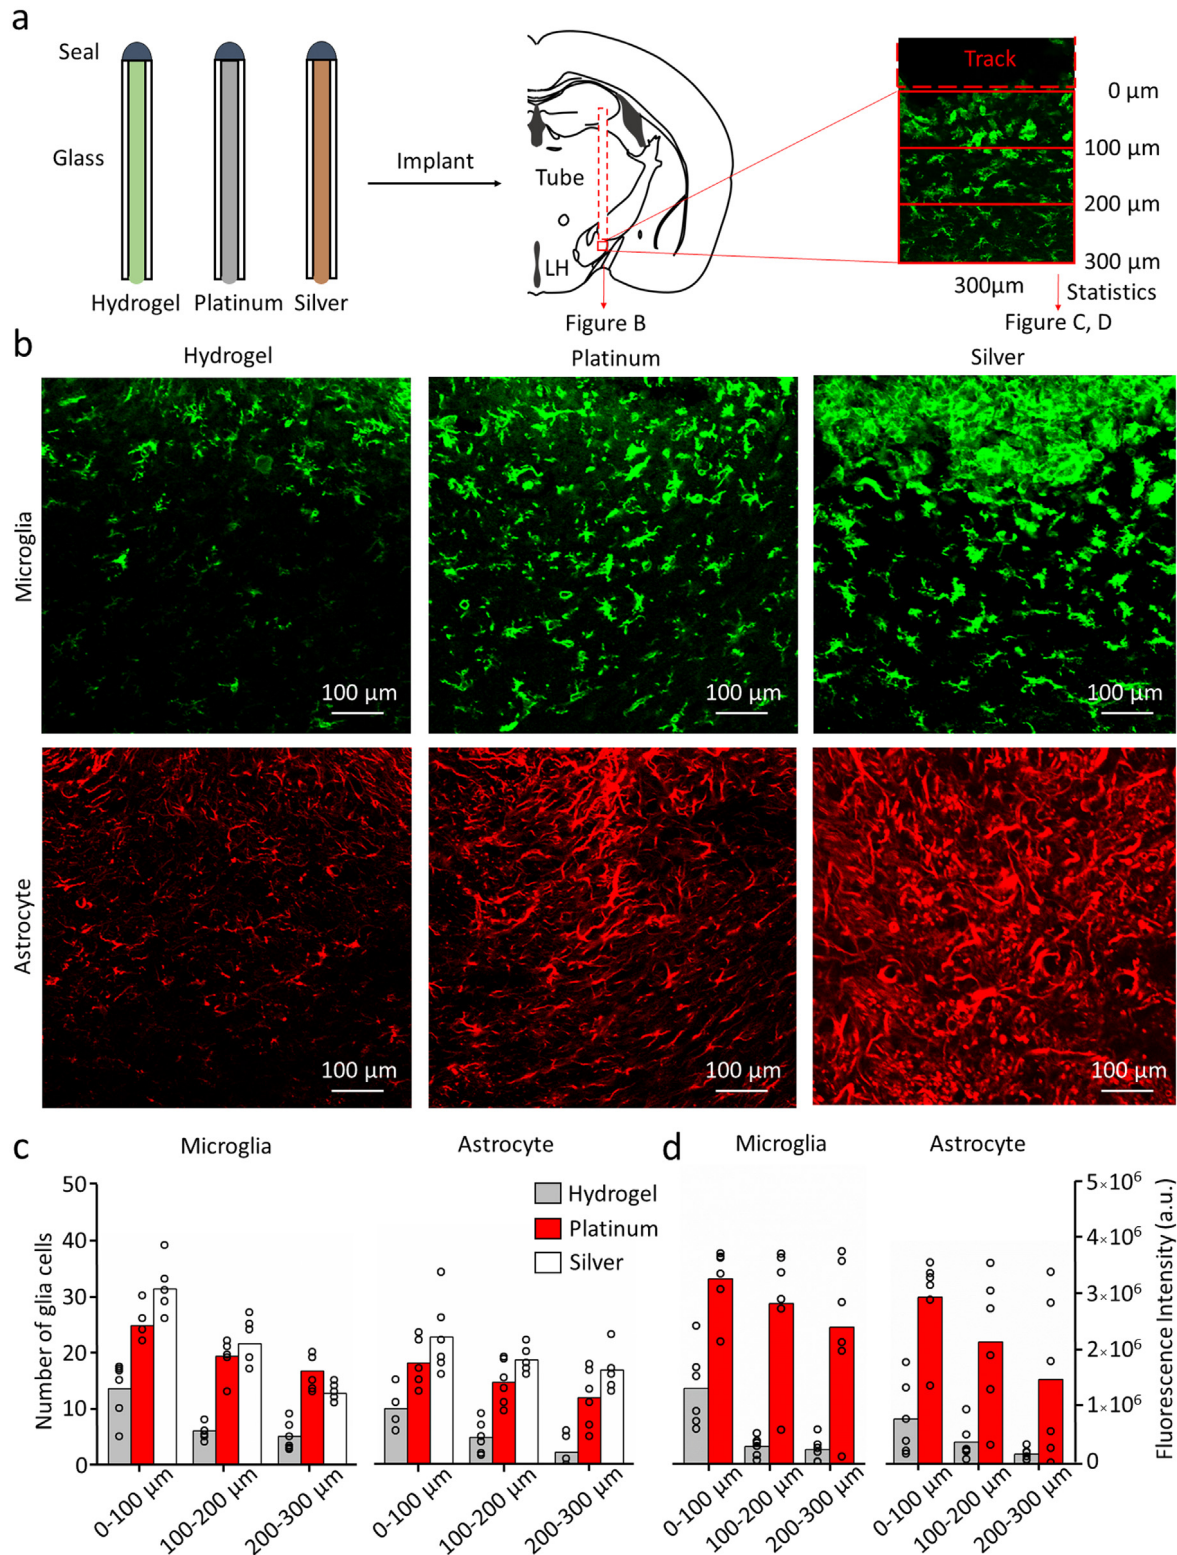 a
Seal
Glass
Hydrogel Platinum Silver
Implant
Tube
LH
Figure B
Track
0 µm
100 µm
200 µm
300 µm
300µm
Statistics
Figure C, D
b
Hydrogel Platinum Silver
Microglia
100 µm 100 µm 100 µm
Astrocyte
100 µm 100 µm 100 µm
c
Microglia Astrocyte
Number of glia cells
50
40
30
20
10
0
Hydrogel
Platinum
Silver
0-100 µm 100-200 µm 200-300 µm 0-100 µm 100-200 µm 200-300 µm
d
Microglia Astrocyte
5×10⁶
4×10⁶
3×10⁶
2×10⁶
1×10⁶
0
Fluorescence Intensity (a.u.)
0-100 µm 100-200 µm 200-300 µm 0-100 µm 100-200 µm 200-300 µm